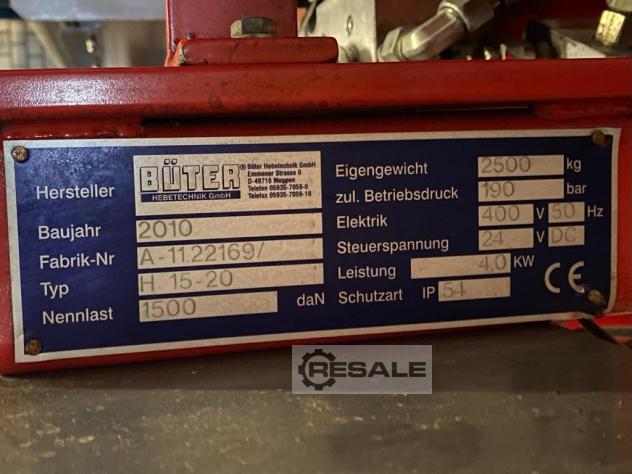 Hersteller
BÜTER
HEBETECHNIK GmbH
® Büter Hebetechnik GmbH
Emmener Strasse 9
D-49716 Meppen
Telefon 05935-7059-0
Telefax 05935-7059-10
Baujahr 2010
Fabrik-Nr A-11.22169/
Typ H 15-20
Nennlast 1500 daN
Eigengewicht 2500 kg
zul. Betriebsdruck 190 bar
Elektrik 400 V 50 Hz
Steuerspannung 24 V DC
Leistung 4,0 KW
Schutzart IP 54
CE
RESALE